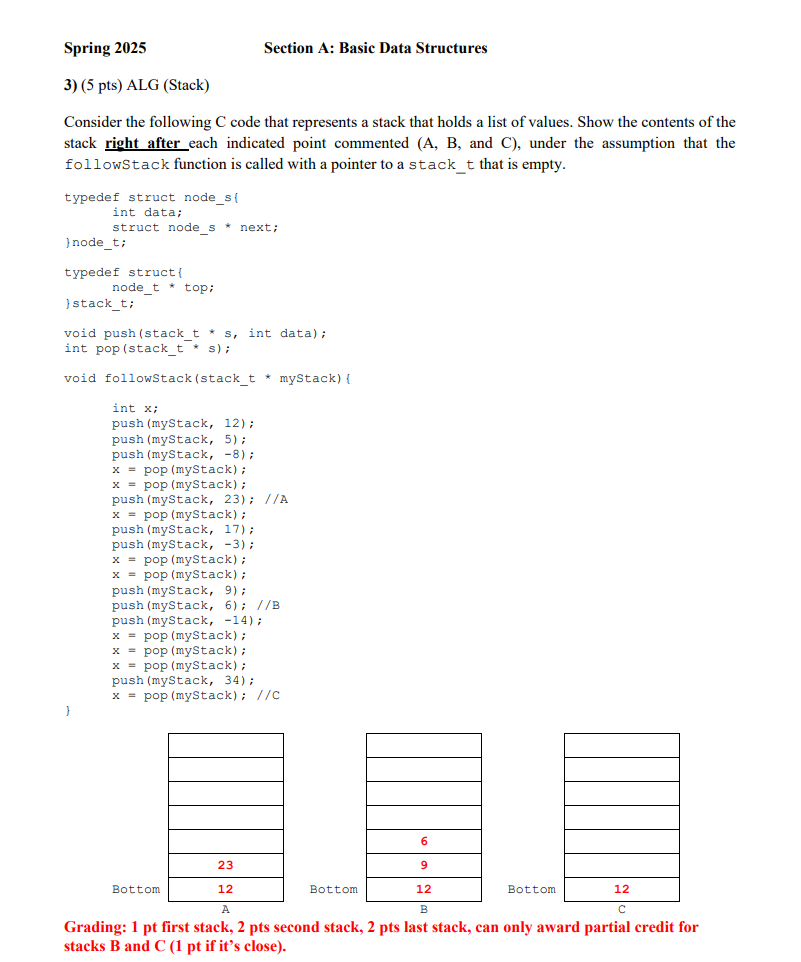 Spring 2025 Section A: Basic Data Structures
3) (5 pts) ALG (Stack)
Consider the following C code that represents a stack that holds a list of values. Show the contents of the
stack right after each indicated point commented (A, B, and C), under the assumption that the
followStack function is called with a pointer to a stack_t that is empty.
typedef struct node_s{
int data;
struct node_s * next;
}node_t;
typedef struct{
node_t * top;
}stack_t;
void push(stack_t * s, int data);
int pop(stack_t * s);
void followStack(stack_t * myStack){
int x;
push(myStack, 12);
push(myStack, 5);
push(myStack, -8);
x = pop(myStack);
x = pop(myStack);
push(myStack, 23); //A
x = pop(myStack);
push(myStack, 17);
push(myStack, -3);
x = pop(myStack);
x = pop(myStack);
push(myStack, 9);
push(myStack, 6); //B
push(myStack, -14);
x = pop(myStack);
x = pop(myStack);
x = pop(myStack);
push(myStack, 34);
x = pop(myStack); //C
}
6
23 9
Bottom 12 Bottom 12 Bottom 12
A B C
Grading: 1 pt first stack, 2 pts second stack, 2 pts last stack, can only award partial credit for
stacks B and C (1 pt if it’s close).